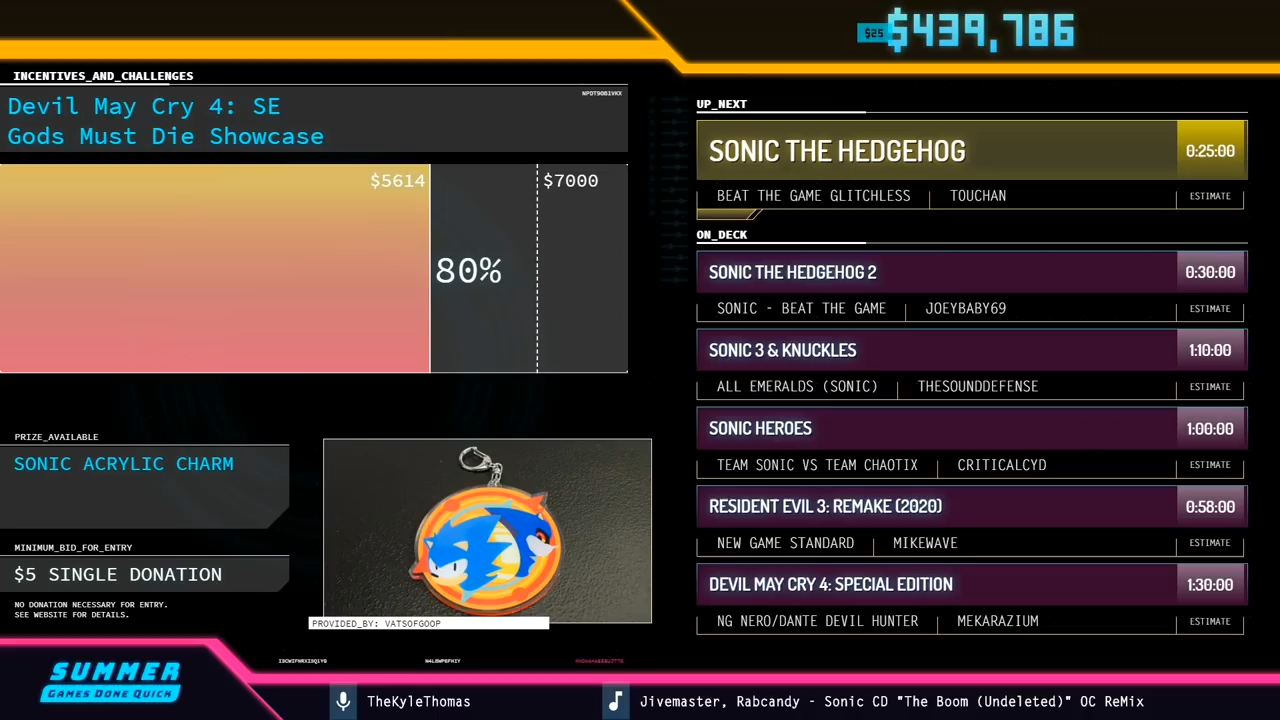 $25
$439,786
INCENTIVES_AND_CHALLENGES
Devil May Cry 4: SE
Gods Must Die Showcase
$5614
$7000
80%
PRIZE_AVAILABLE
SONIC ACRYLIC CHARM
MINIMUM_BID_FOR_ENTRY
$5 SINGLE DONATION
NO DONATION NECESSARY FOR ENTRY.
SEE WEBSITE FOR DETAILS.
PROVIDED_BY: VATSOFGOOP
UP_NEXT
SONIC THE HEDGEHOG 0:25:00
BEAT THE GAME GLITCHLESS TOUCHAN ESTIMATE
ON_DECK
SONIC THE HEDGEHOG 2 0:30:00
SONIC - BEAT THE GAME JOEYBABY69 ESTIMATE
SONIC 3 & KNUCKLES 1:10:00
ALL EMERALDS (SONIC) THESOUNDDEFENSE ESTIMATE
SONIC HEROES 1:00:00
TEAM SONIC VS TEAM CHAOTIX CRITICALCYD ESTIMATE
RESIDENT EVIL 3: REMAKE (2020) 0:58:00
NEW GAME STANDARD MIKEWAVE ESTIMATE
DEVIL MAY CRY 4: SPECIAL EDITION 1:30:00
NG NERO/DANTE DEVIL HUNTER MEKARAZIUM ESTIMATE
SUMMER
GAMES DONE QUICK
TheKyleThomas
Jivemaster, Rabcandy - Sonic CD "The Boom (Undeleted)" OC ReMix